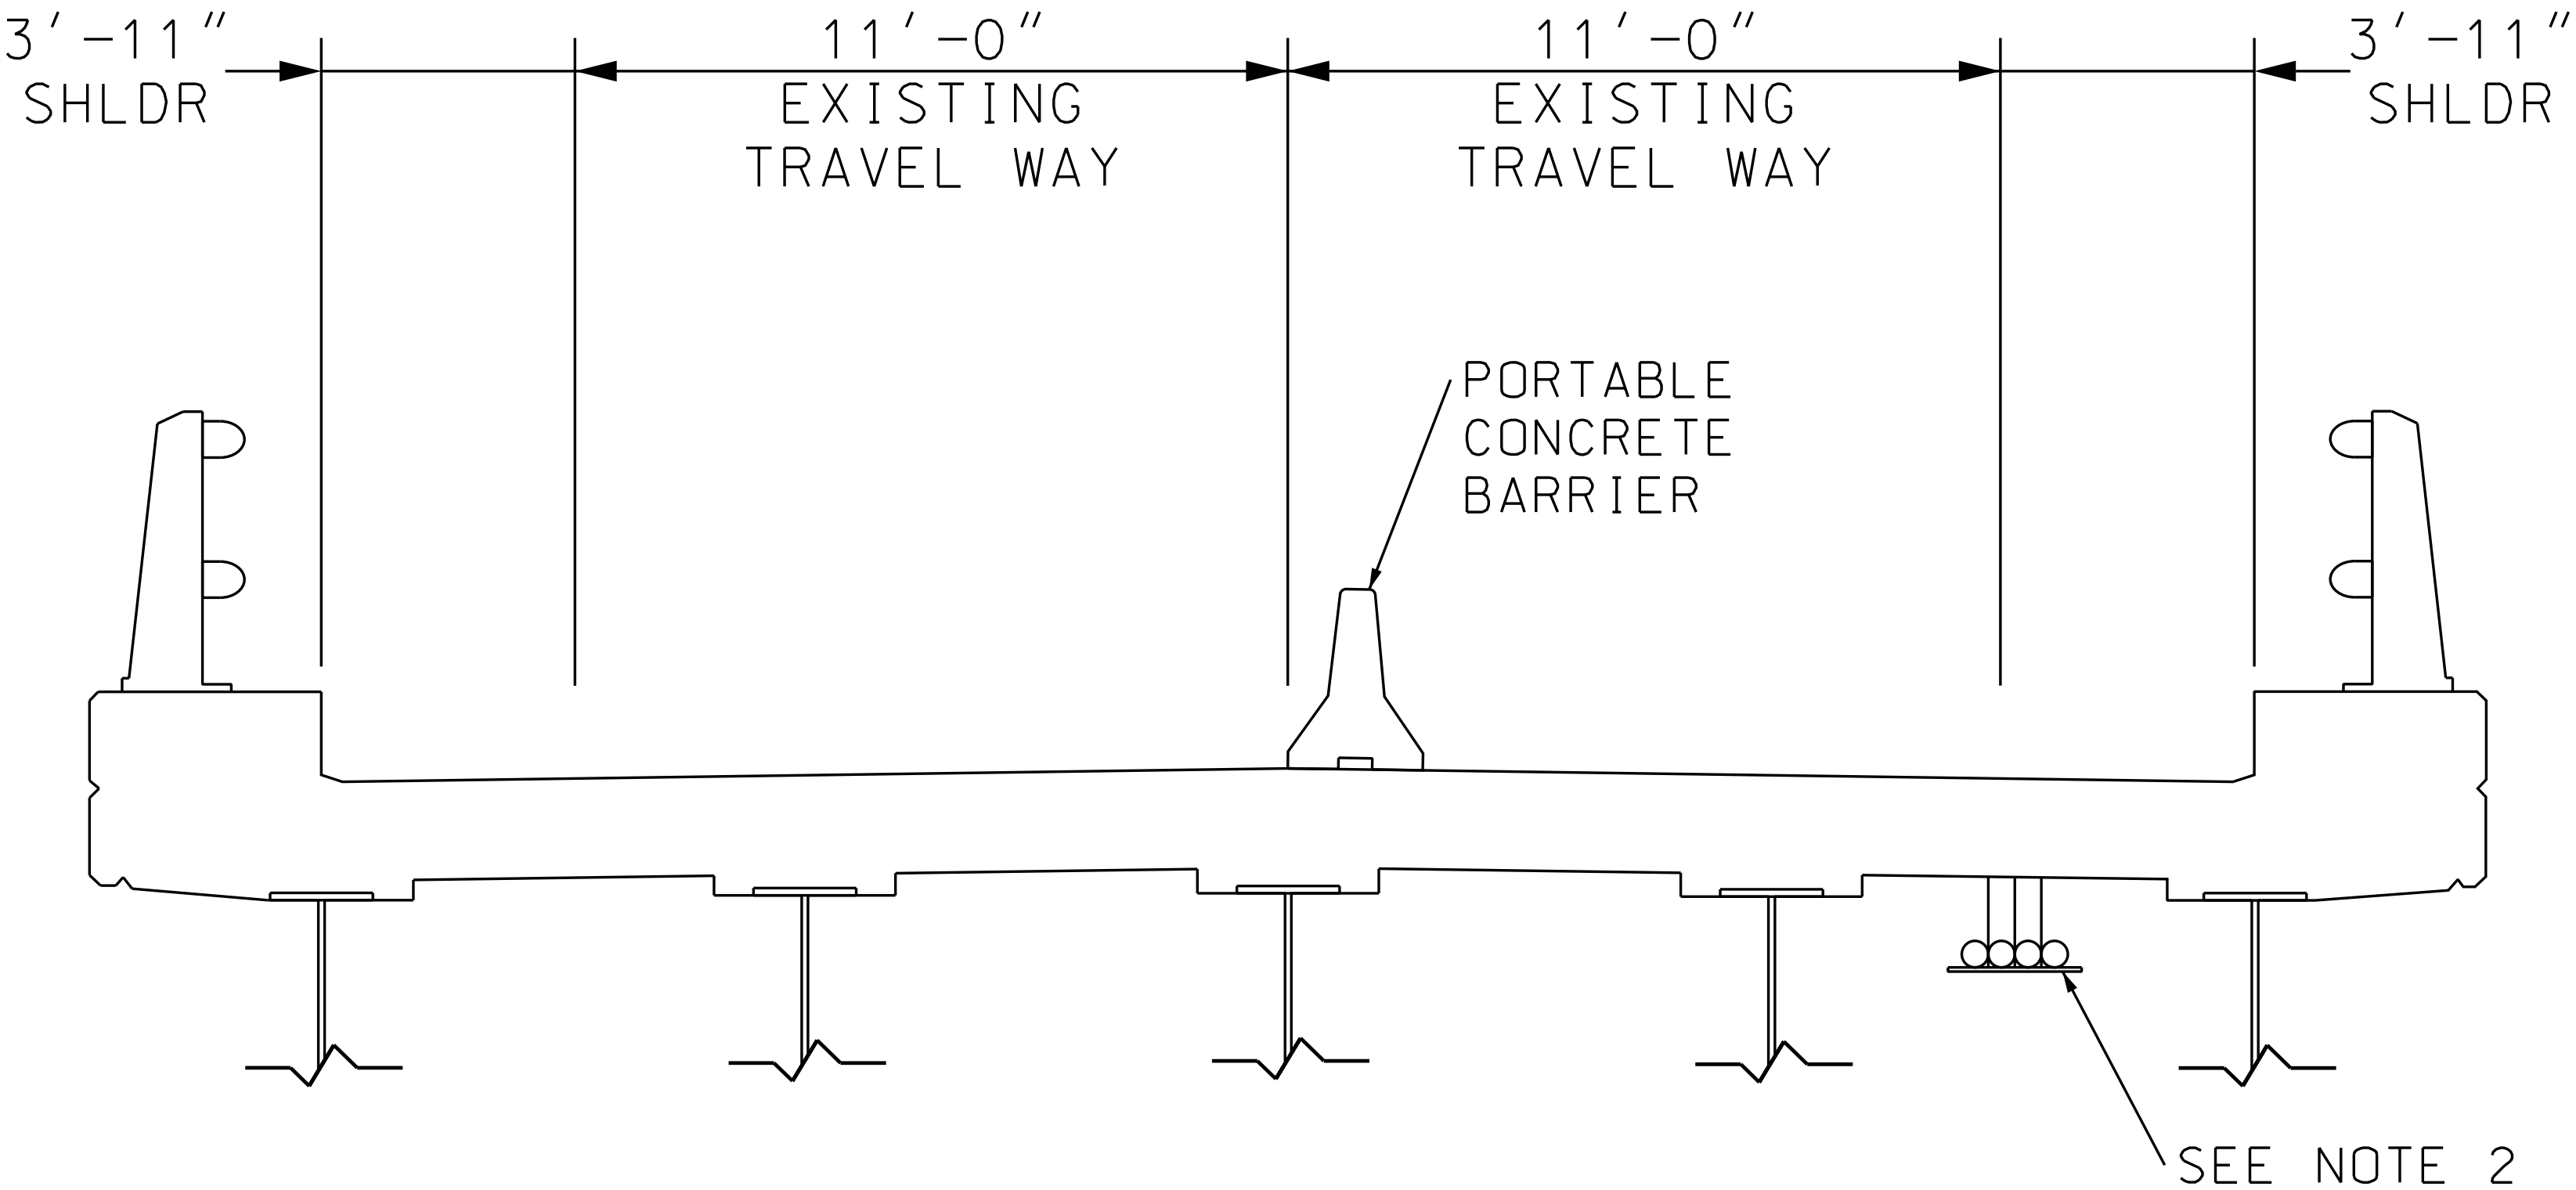 3'-11"
SHLDR
11'-0"
EXISTING
TRAVEL WAY
11'-0"
EXISTING
TRAVEL WAY
3'-11"
SHLDR
PORTABLE
CONCRETE
BARRIER
SEE NOTE 2